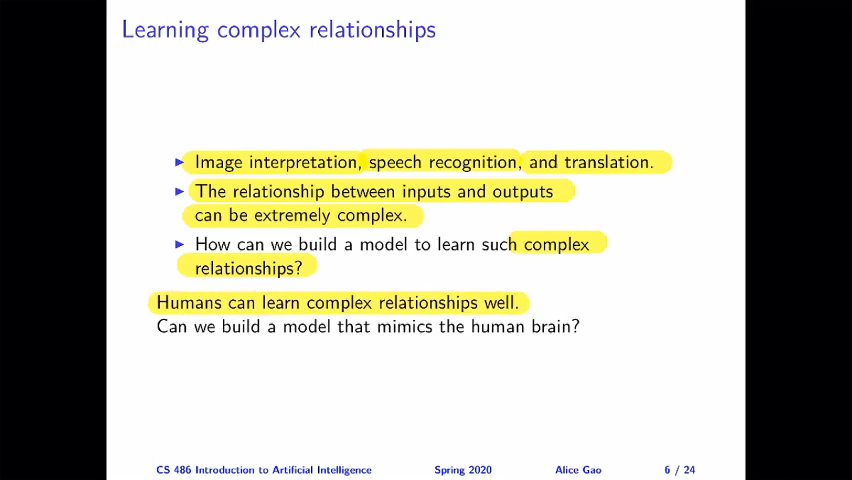 Learning complex relationships
▶ Image interpretation, speech recognition, and translation.
▶ The relationship between inputs and outputs
can be extremely complex.
▶ How can we build a model to learn such complex
relationships?
Humans can learn complex relationships well.
Can we build a model that mimics the human brain?
CS 486 Introduction to Artificial Intelligence Spring 2020 Alice Gao 6 / 24